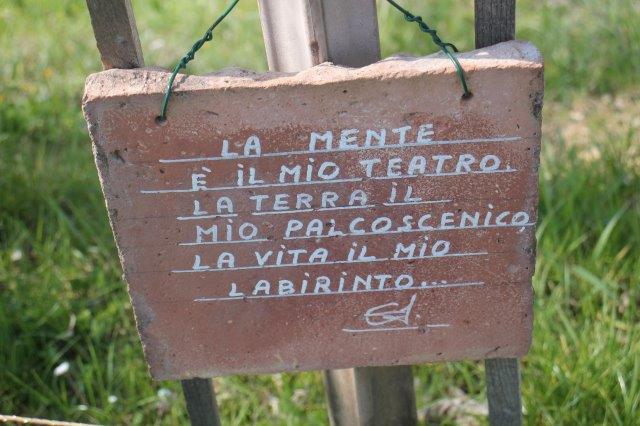 LA MENTE
È IL MIO TEATRO.
LA TERRA IL
MIO PALCOSCENICO,
LA VITA IL MIO
LABIRINTO...